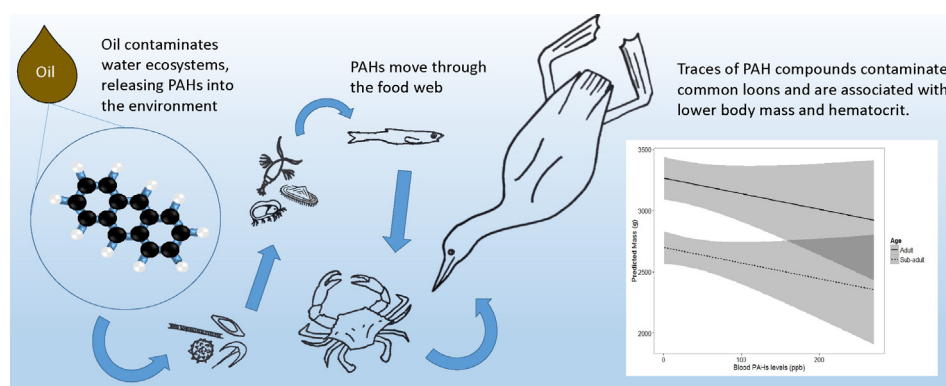 Oil
Oil contaminates
water ecosystems,
releasing PAHs into
the environment
PAHs move through
the food web
Traces of PAH compounds contaminate
common loons and are associated with
lower body mass and hematocrit.
3500
3000
2500
2000
Predicted Mass (g)
0
100
200
Blood PAHs levels (ppb)
Age
Adult
Sub-adult